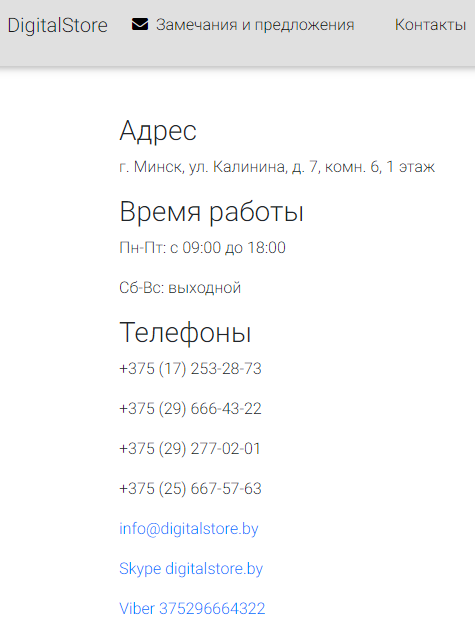 DigitalStore Замечания и предложения Контакты
Адрес
г. Минск, ул. Калинина, д. 7, комн. 6, 1 этаж
Время работы
Пн-Пт: с 09:00 до 18:00
Сб-Вс: выходной
Телефоны
+375 (17) 253-28-73
+375 (29) 666-43-22
+375 (29) 277-02-01
+375 (25) 667-57-63
info@digitalstore.by
Skype digitalstore.by
Viber 375296664322